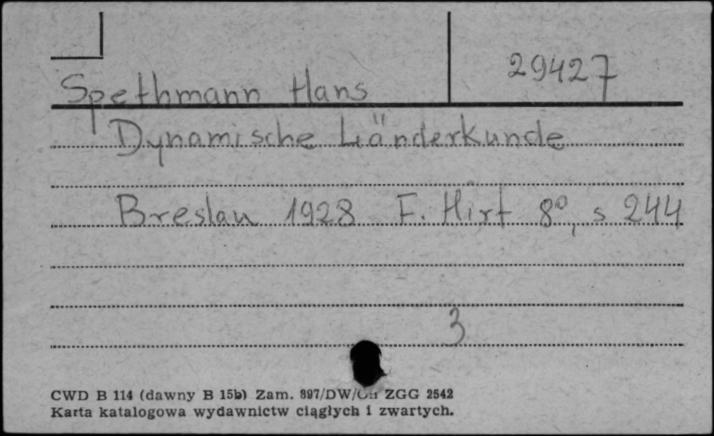 29427
Spethmann Hans
Dynamische Länderkunde
Breslau 1928 F. Hirt 8°, s 244
3
CWD B 114 (dawny B 15b) Zam. 897/DW/ ZGG 2542
Karta katalogowa wydawnictw ciągłych i zwartych.